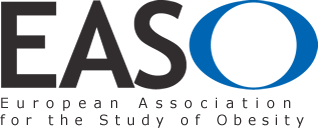 EASO
European Association
for the Study of Obesity